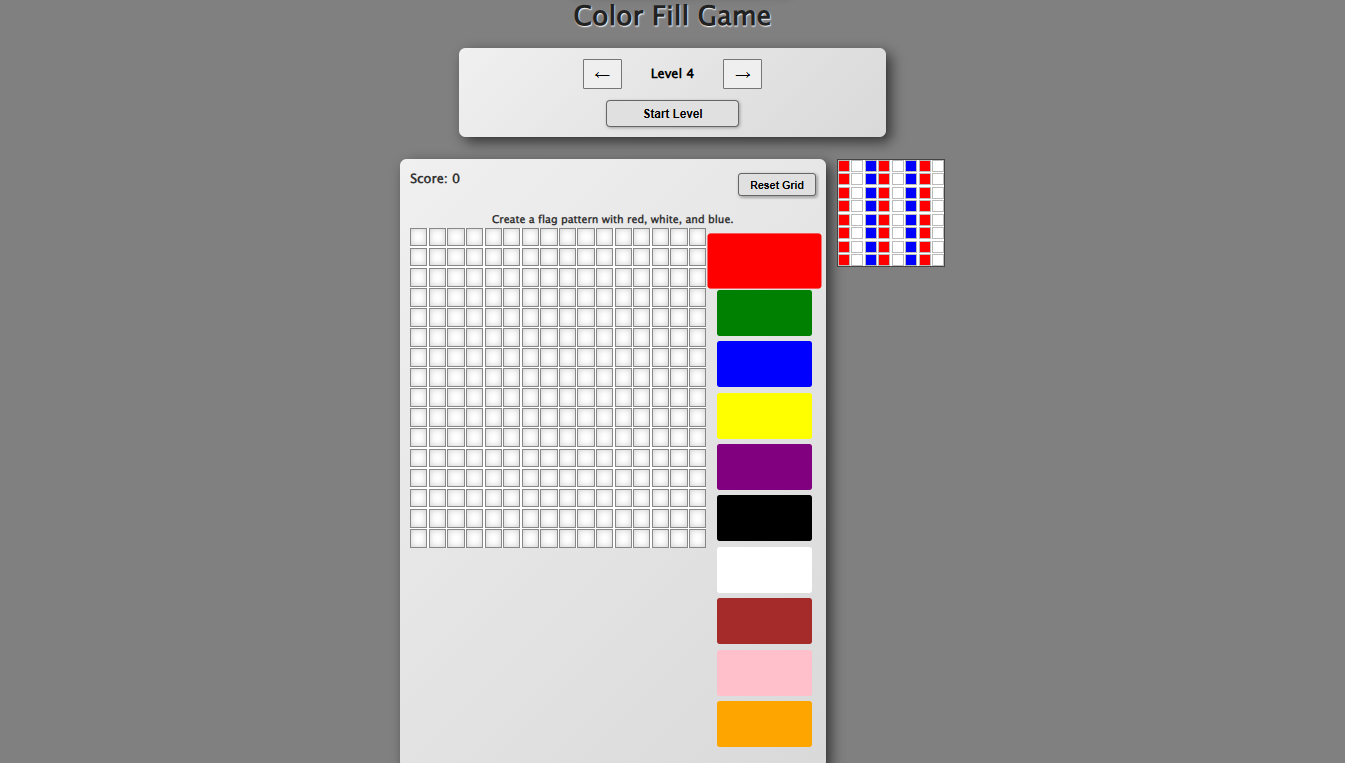 Color Fill Game
← Level 4 →
Start Level
Score: 0
Reset Grid
Create a flag pattern with red, white, and blue.